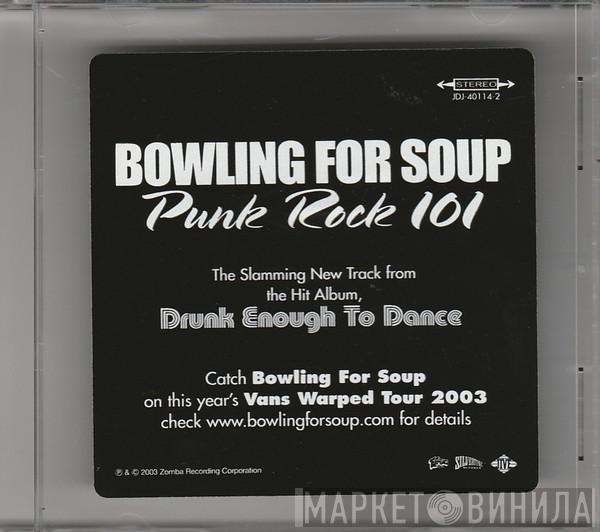 STEREO
JDJ-40114-2
BOWLING FOR SOUP
Punk Rock 101
The Slamming New Track from
the Hit Album,
Drunk Enough To Dance
Catch Bowling For Soup
on this year's Vans Warped Tour 2003
check www.bowlingforsoup.com for details
℗ & © 2003 Zomba Recording Corporation
SILVERTONE
JIVE
МАРКЕТ ВИНИЛА